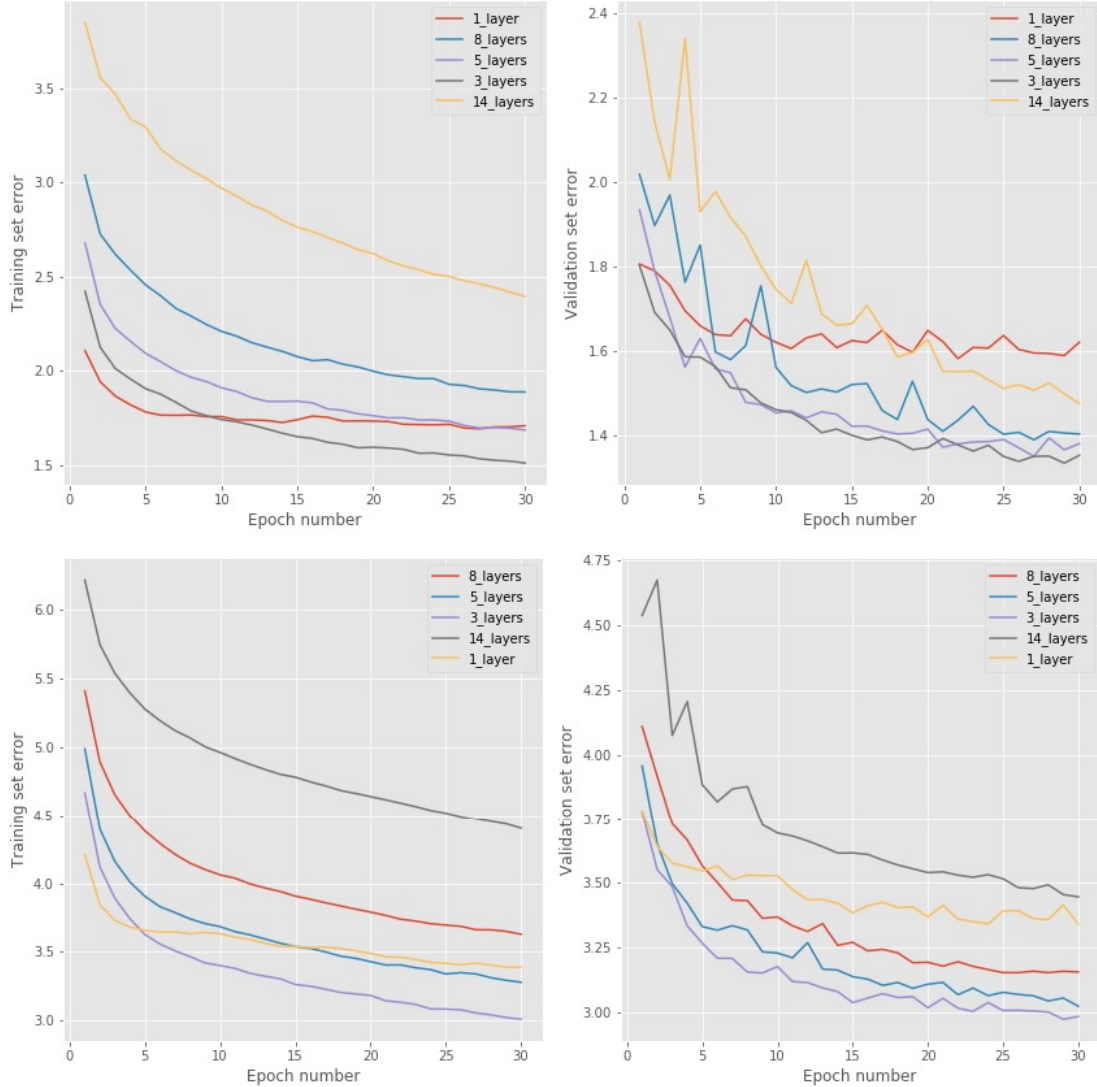 1_layer
8_layers
5_layers
3_layers
14_layers
3.5
3.0
2.5
2.0
1.5
Training set error
0 5 10 15 20 25 30
Epoch number
1_layer
8_layers
5_layers
3_layers
14_layers
2.4
2.2
2.0
1.8
1.6
1.4
Validation set error
0 5 10 15 20 25 30
Epoch number
8_layers
5_layers
3_layers
14_layers
1_layer
6.0
5.5
5.0
4.5
4.0
3.5
3.0
Training set error
0 5 10 15 20 25 30
Epoch number
8_layers
5_layers
3_layers
14_layers
1_layer
4.75
4.50
4.25
4.00
3.75
3.50
3.25
3.00
Validation set error
0 5 10 15 20 25 30
Epoch number